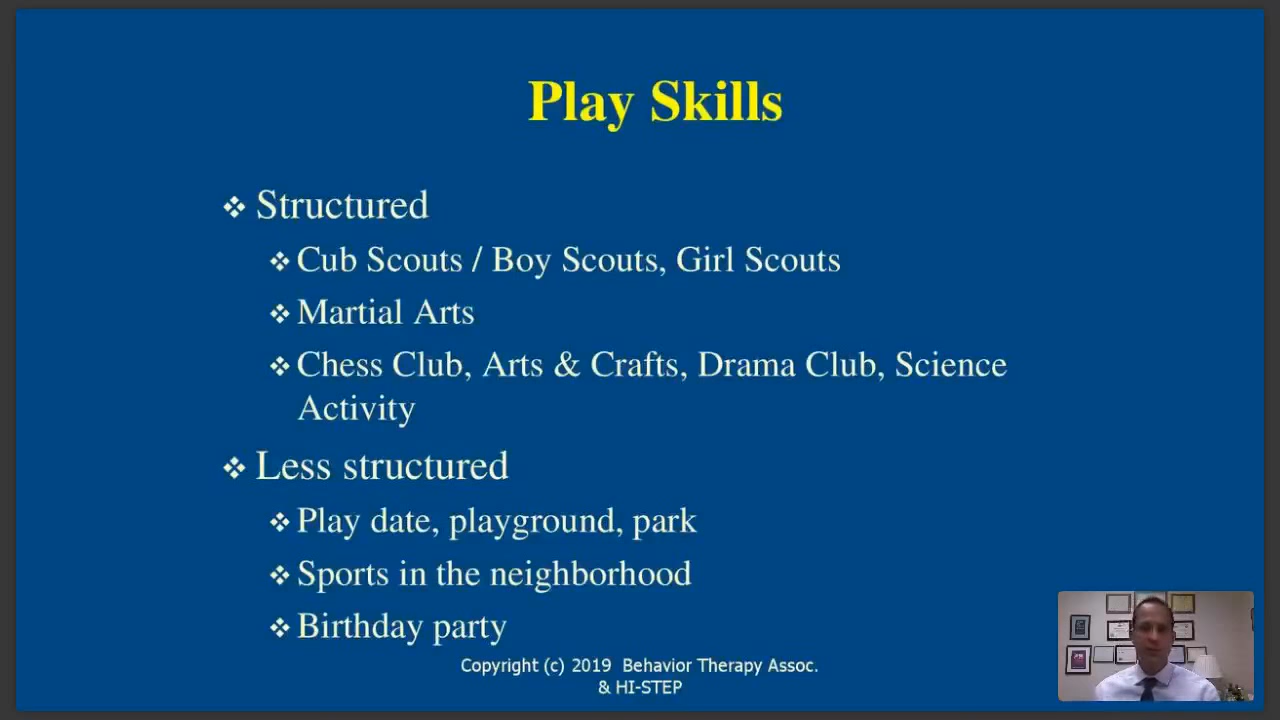 Play Skills
❖ Structured
❖ Cub Scouts / Boy Scouts, Girl Scouts
❖ Martial Arts
❖ Chess Club, Arts & Crafts, Drama Club, Science
Activity
❖ Less structured
❖ Play date, playground, park
❖ Sports in the neighborhood
❖ Birthday party
Copyright (c) 2019 Behavior Therapy Assoc.
& HI-STEP